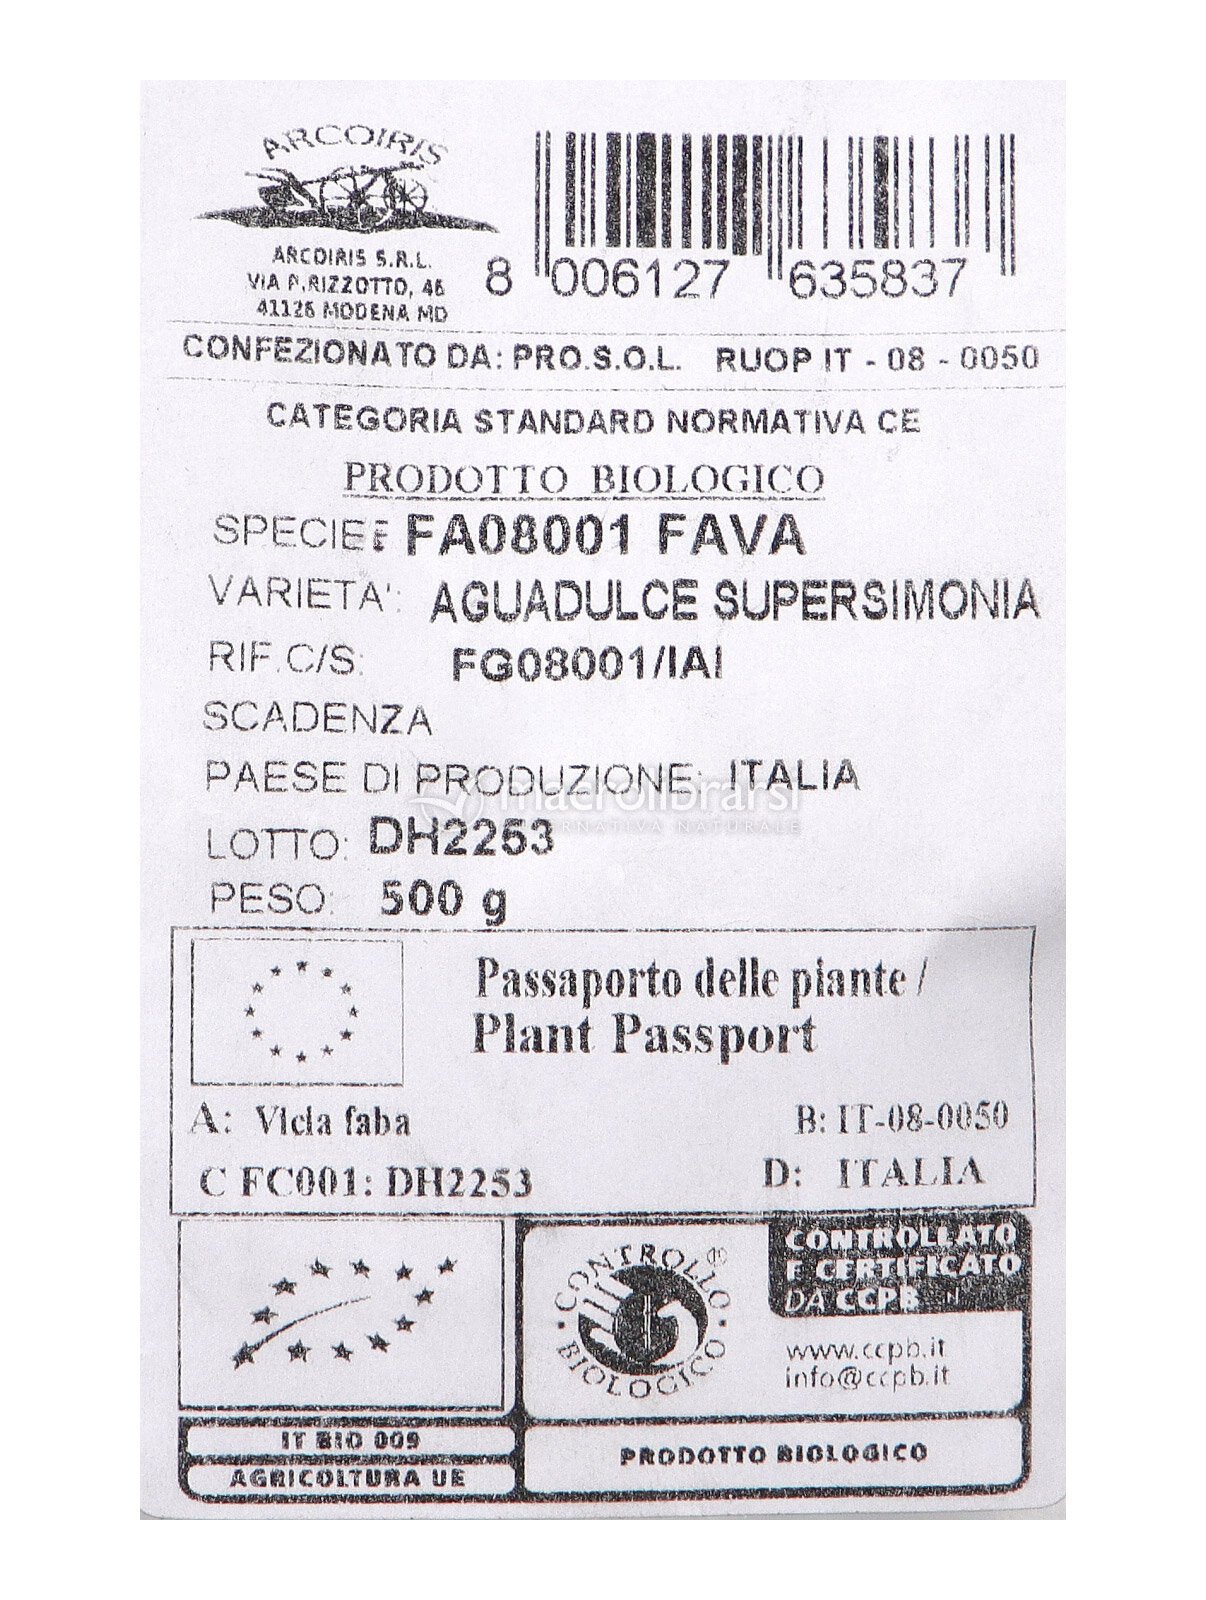 ARCOIRIS
ARCOIRIS S.R.L.
VIA P.RIZZOTTO, 46
41126 MODENA MO
8 006127 635837
CONFEZIONATO DA: PRO.S.O.L. RUOP IT - 08 - 0050
CATEGORIA STANDARD NORMATIVA CE
PRODOTTO BIOLOGICO
SPECIE: FA08001 FAVA
VARIETA': AGUADULCE SUPERSIMONIA
RIF.C/S: FG08001/IAI
SCADENZA
PAESE DI PRODUZIONE: ITALIA
macrolibrarsi
ALTERNATIVA NATURALE
LOTTO: DH2253
PESO: 500 g
Passaporto delle piante /
Plant Passport
A: Vicia faba
B: IT-08-0050
C FC001: DH2253
D: ITALIA
CONTROLLO ®
BIOLOGICO
CONTROLLATO
E CERTIFICATO
DA CCPB
www.ccpb.it
info@ccpb.it
IT BIO 009
AGRICOLTURA UE
PRODOTTO BIOLOGICO